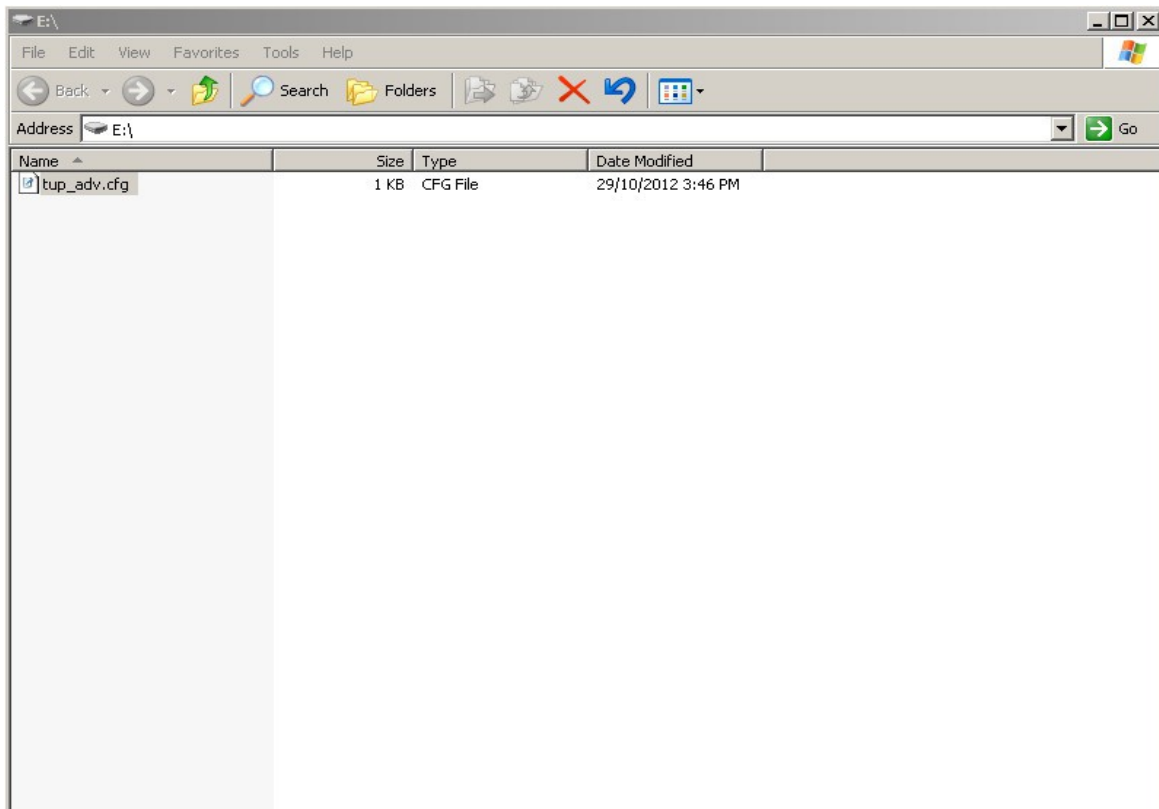 E:\
File Edit View Favorites Tools Help
Back Search Folders
Address E:\ Go
Name Size Type Date Modified
tup_adv.cfg 1 KB CFG File 29/10/2012 3:46 PM